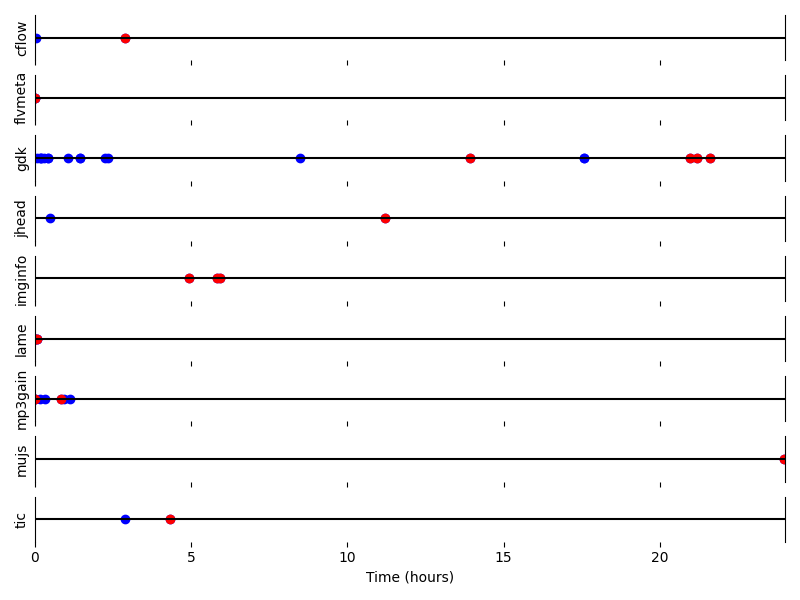 cflow
flvmeta
gdk
jhead
imginfo
lame
mp3gain
mujs
tic
0 5 10 15 20
Time (hours)